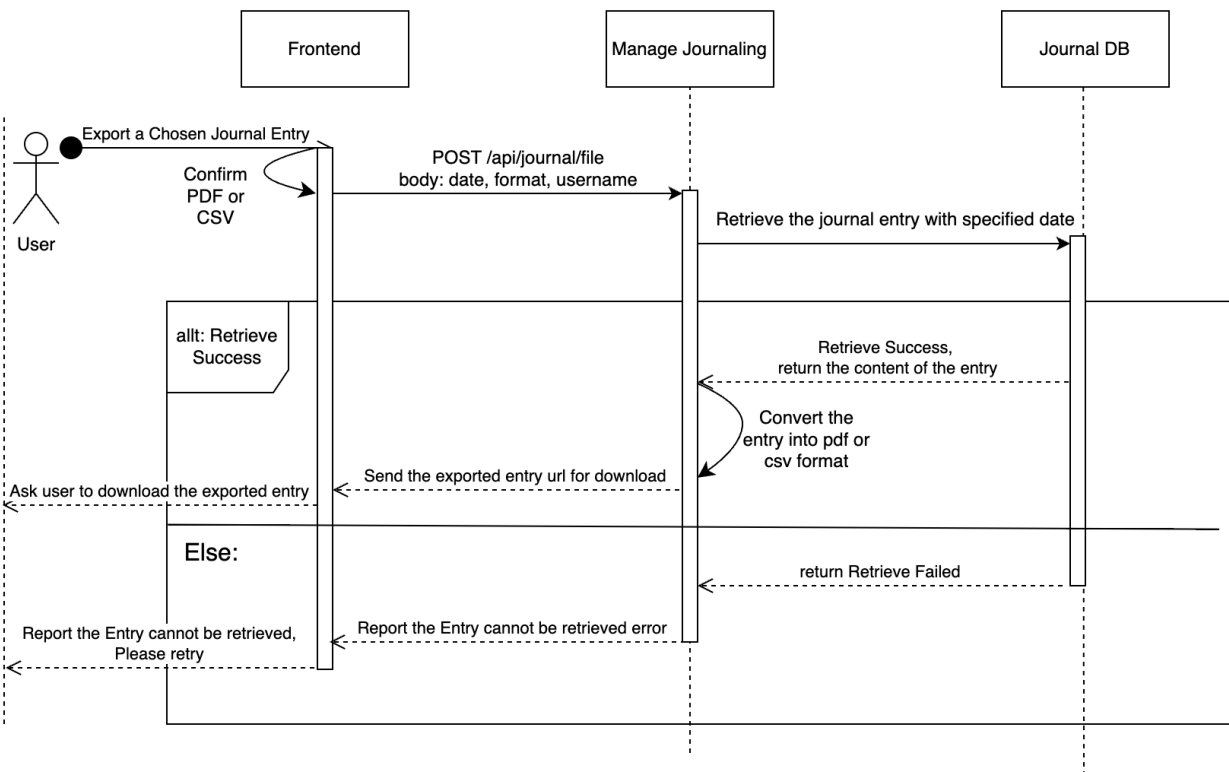 Frontend
Manage Journaling
Journal DB
Export a Chosen Journal Entry
Confirm
PDF or
CSV
User
POST /api/journal/file
body: date, format, username
Retrieve the journal entry with specified date
allt: Retrieve
Success
Retrieve Success,
return the content of the entry
Convert the
entry into pdf or
csv format
Send the exported entry url for download
Ask user to download the exported entry
Else:
return Retrieve Failed
Report the Entry cannot be retrieved error
Report the Entry cannot be retrieved,
Please retry